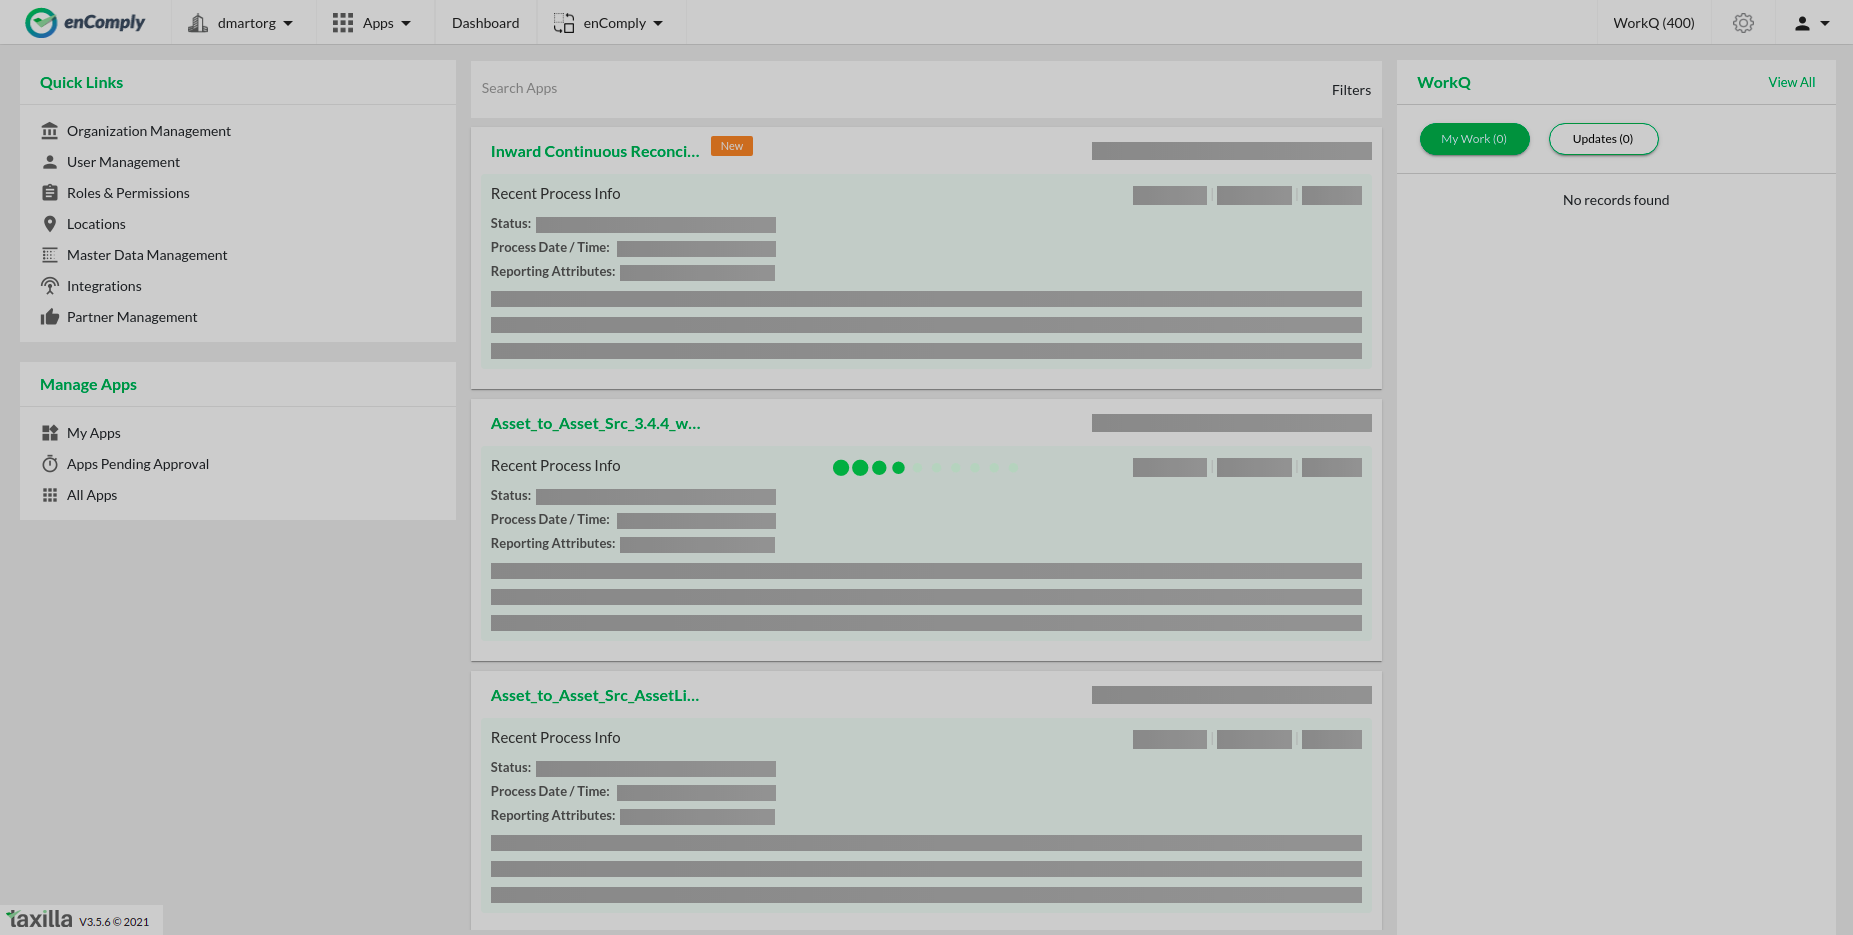 enComply
dmartorg
Apps
Dashboard
enComply
WorkQ (400)
Quick Links
Organization Management
User Management
Roles & Permissions
Locations
Master Data Management
Integrations
Partner Management
Manage Apps
My Apps
Apps Pending Approval
All Apps
Search Apps
Filters
Inward Continuous Reconci...
New
Recent Process Info
Status:
Process Date / Time:
Reporting Attributes:
Asset_to_Asset_Src_3.4.4_w...
Recent Process Info
Status:
Process Date / Time:
Reporting Attributes:
Asset_to_Asset_Src_AssetLi...
Recent Process Info
Status:
Process Date / Time:
Reporting Attributes:
WorkQ
View All
My Work (0)
Updates (0)
No records found
taxilla V3.5.6 © 2021